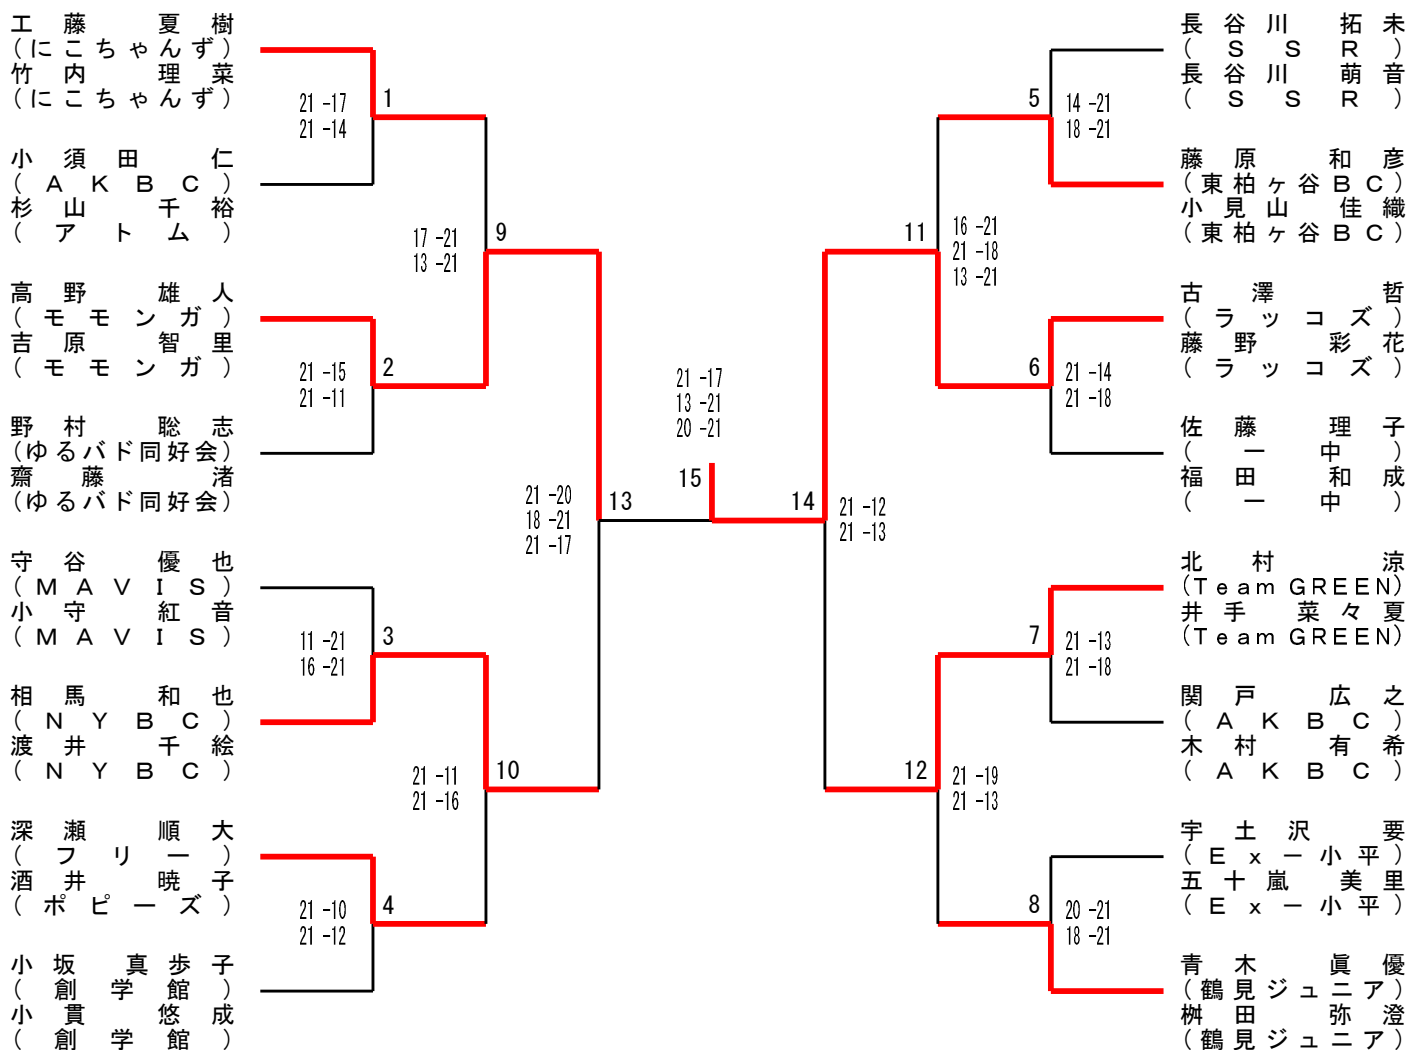 工藤 夏樹
(にこちゃんず)
竹内 理菜
(にこちゃんず)
小須田 仁
(AKBC)
杉山 千裕
(アトム)
高野 雄人
(モモンガ)
吉原 智里
(モモンガ)
野村 聡志
(ゆるバド同好会)
齋藤 渚
(ゆるバド同好会)
守谷 優也
(MAVIS)
小守 紅音
(MAVIS)
相馬 和也
(NYBC)
渡井 千絵
(NYBC)
深瀬 順大
(フリー)
酒井 暁子
(ポピーズ)
小坂 真歩子
(創学館)
小貫 悠成
(創学館)
1
21 -17
21 -14
2
21 -15
21 -11
3
11 -21
16 -21
4
21 -10
21 -12
9
17 -21
13 -21
10
21 -11
21 -16
13
21 -20
18 -21
21 -17
21 -17
13 -21
20 -21
15
14
21 -12
21 -13
11
16 -21
21 -18
13 -21
12
21 -19
21 -13
5
14 -21
18 -21
6
21 -14
21 -18
7
21 -13
21 -18
8
20 -21
18 -21
長谷川 拓未
(SSR)
長谷川 萌音
(SSR)
藤原 和彦
(東柏ヶ谷BC)
小見山 佳織
(東柏ヶ谷BC)
古澤 哲
(ラッコズ)
藤野 彩花
(ラッコズ)
佐藤 理子
(一中)
福田 和成
(一中)
北村 涼
(Team GREEN)
井手 菜々夏
(Team GREEN)
関戸 広之
(AKBC)
木村 有希
(AKBC)
宇土沢 要
(Ex－小平)
五十嵐 美里
(Ex－小平)
青木 眞優
(鶴見ジュニア)
桝田 弥澄
(鶴見ジュニア)